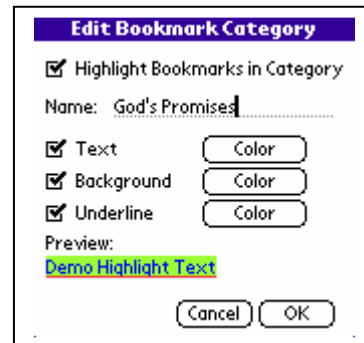 Edit Bookmark Category
Highlight Bookmarks in Category
Name: God's Promises
Text Color
Background Color
Underline Color
Preview:
Demo Highlight Text
Cancel OK